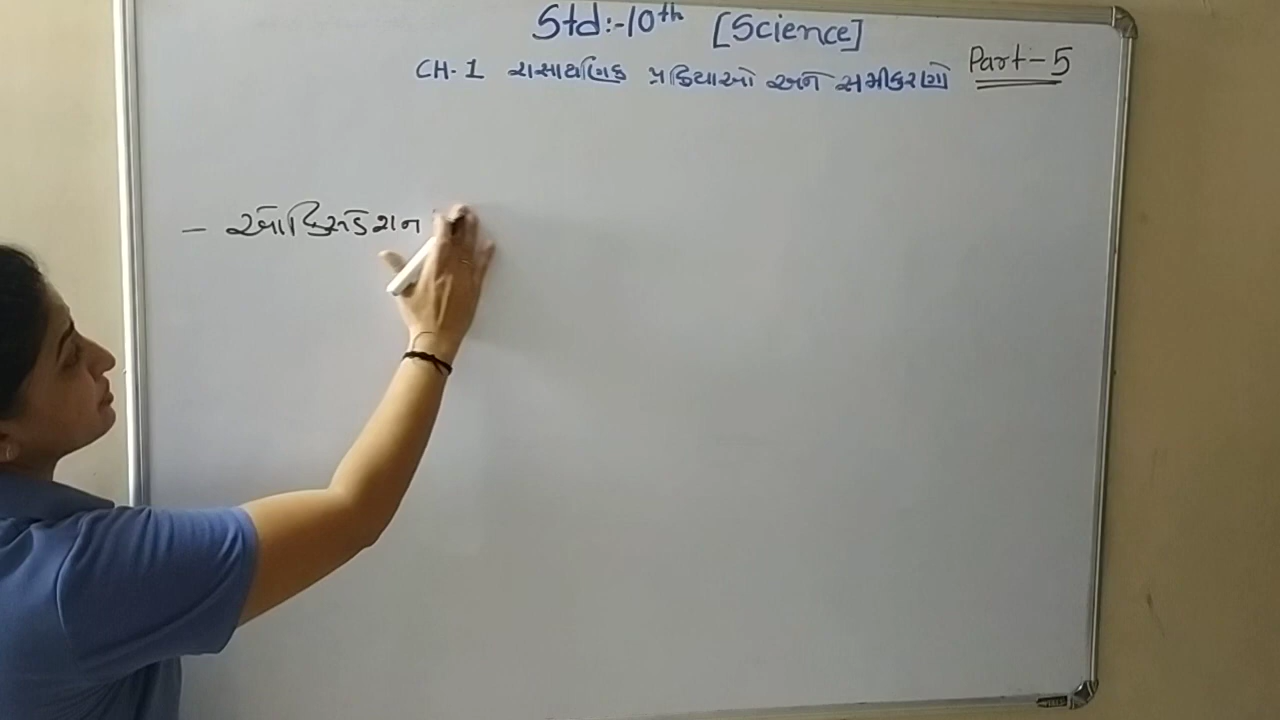 Std:-10th [Science]
CH-1 રાસાયણિક પ્રક્રિયાઓ અને સમીકરણો Part-5
- ઓક્સિડેશન